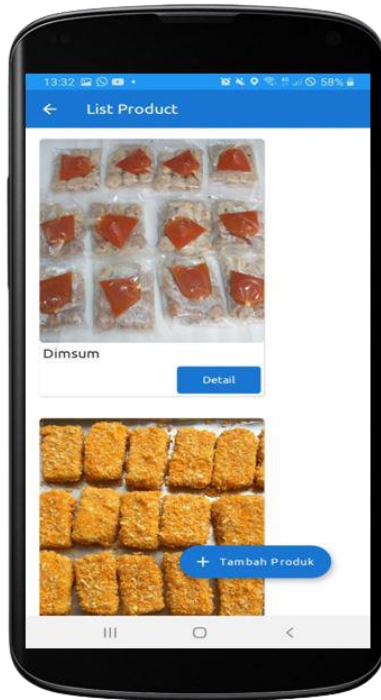 13:32 58%
List Product
Dimsum
Detail
+ Tambah Produk